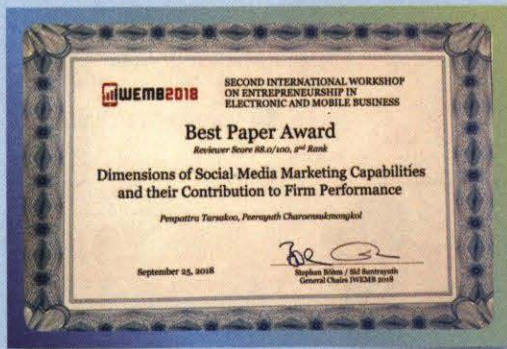 IWEMB2018
SECOND INTERNATIONAL WORKSHOP
ON ENTREPRENEURSHIP IN
ELECTRONIC AND MOBILE BUSINESS
Best Paper Award
Reviewer Score 88.0/100, 2nd Rank
Dimensions of Social Media Marketing Capabilities
and their Contribution to Firm Performance
Penpattra Tarsakoo, Peerayuth Charoensukmongkol
September 25, 2018
Stephan Böhm / Sid Suntrayuth
General Chairs IWEMB 2018